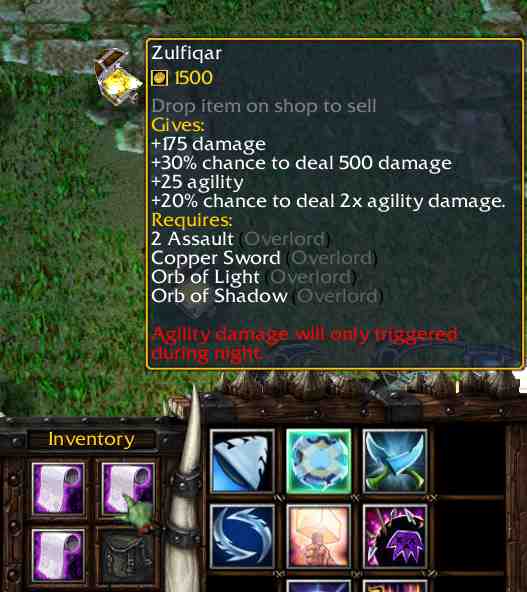 Zulfiqar
1500
Drop item on shop to sell
Gives:
+175 damage
+30% chance to deal 500 damage
+25 agility
+20% chance to deal 2x agility damage.
Requires:
2 Assault (Overlord)
Copper Sword (Overlord)
Orb of Light (Overlord)
Orb of Shadow (Overlord)
Agility damage will only triggered
during night.
Inventory